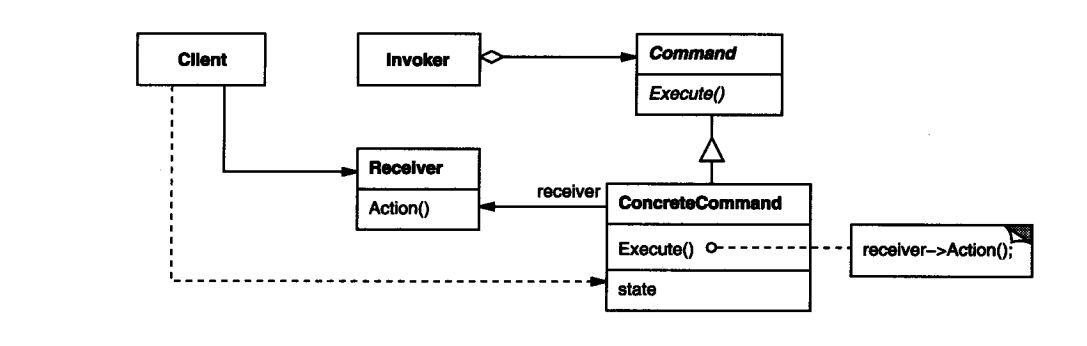 Client
Invoker
Command
Execute()
Receiver
Action()
receiver
ConcreteCommand
Execute()
receiver–>Action();
state